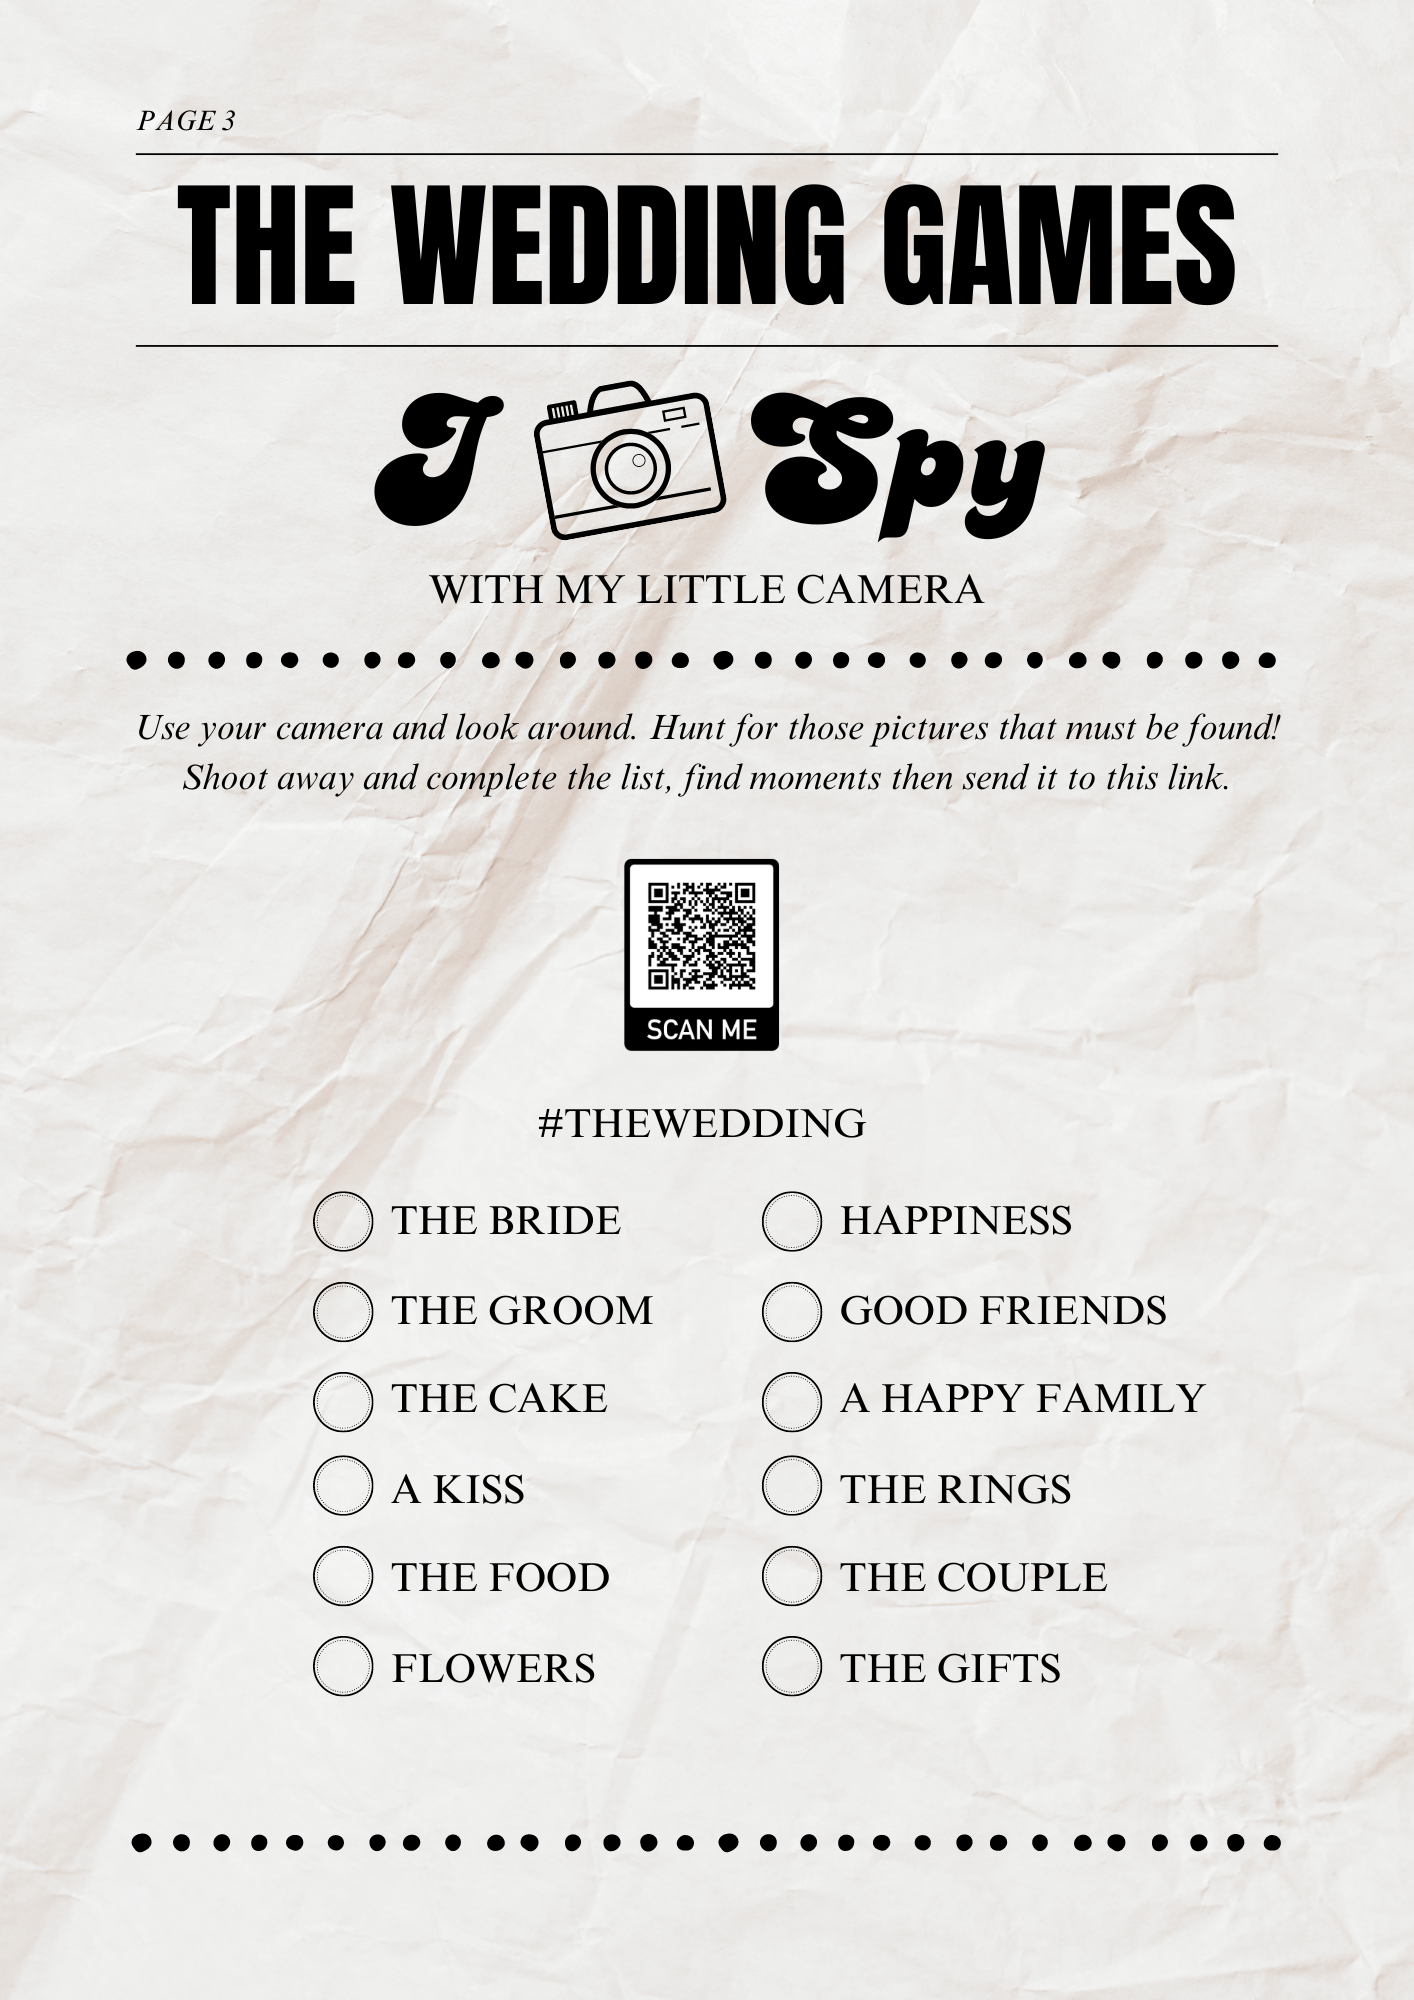 PAGE 3
THE WEDDING GAMES
I Spy
WITH MY LITTLE CAMERA
Use your camera and look around. Hunt for those pictures that must be found!
Shoot away and complete the list, find moments then send it to this link.
SCAN ME
#THEWEDDING
THE BRIDE
THE GROOM
THE CAKE
A KISS
THE FOOD
FLOWERS
HAPPINESS
GOOD FRIENDS
A HAPPY FAMILY
THE RINGS
THE COUPLE
THE GIFTS